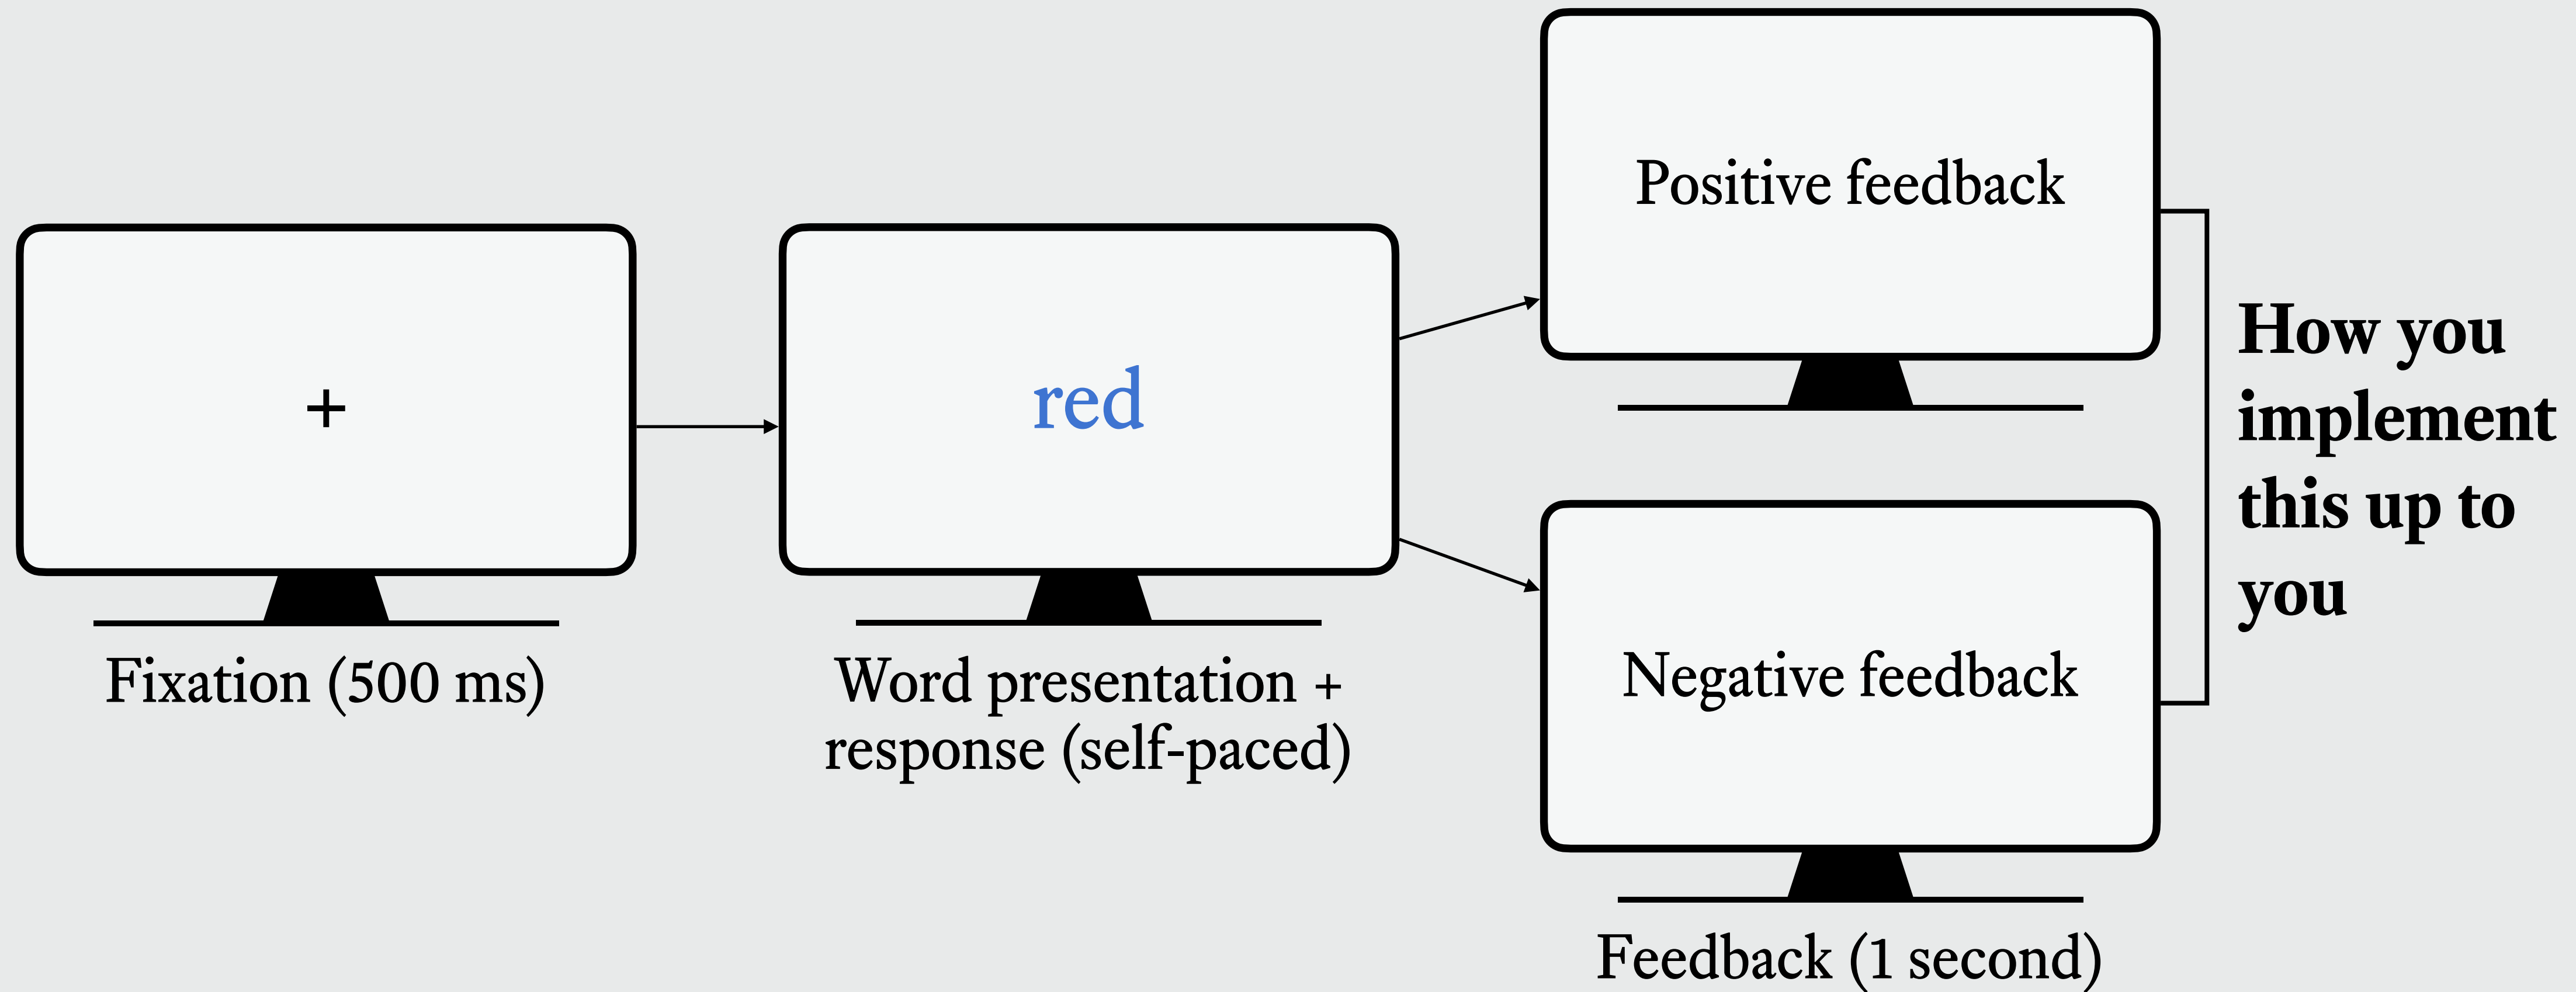 +
Fixation (500 ms)
red
Word presentation +
response (self-paced)
Positive feedback
Negative feedback
Feedback (1 second)
How you
implement
this up to
you